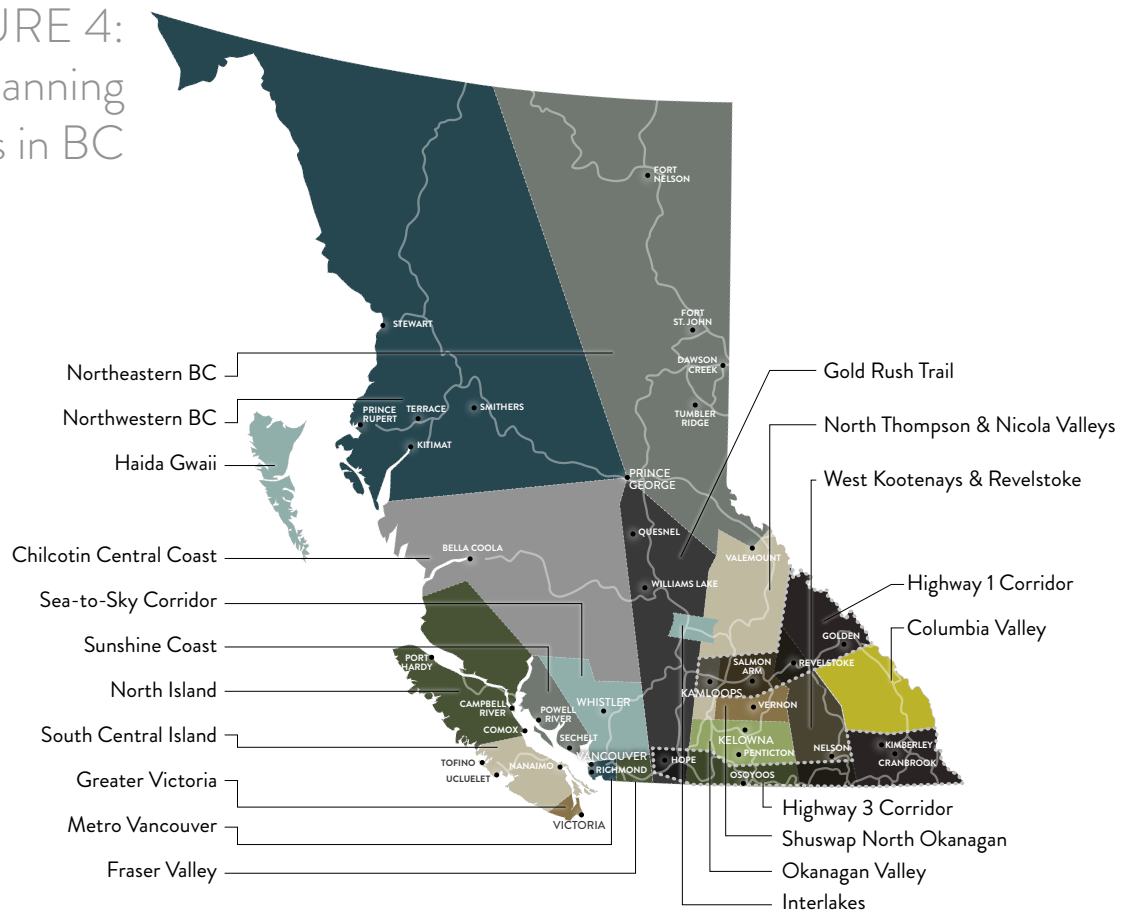 URE 4:
anning
s in BC
FORT
NELSON
FORT
ST. JOHN
STEWART
DAWSON
CREEK
TUMBLER
RIDGE
PRINCE
RUPERT
TERRACE
SMITHERS
KITIMAT
PRINCE
GEORGE
QUESNEL
VALEMOUNT
BELLA COOLA
WILLIAMS LAKE
GOLDEN
PORT
HARDY
SALMON
ARM
REVELSTOKE
KAMLOOPS
CAMPBELL
RIVER
POWELL
RIVER
WHISTLER
VERNON
COMOX
SECHELT
KELOWNA
PENTICTON
NELSON
KIMBERLEY
CRANBROOK
TOFINO
UCLUELET
NANAIMO
VANCOUVER
RICHMOND
HOPE
OSOYOOS
VICTORIA
Northeastern BC
Northwestern BC
Haida Gwaii
Chilcotin Central Coast
Sea-to-Sky Corridor
Sunshine Coast
North Island
South Central Island
Greater Victoria
Metro Vancouver
Fraser Valley
Gold Rush Trail
North Thompson & Nicola Valleys
West Kootenays & Revelstoke
Highway 1 Corridor
Columbia Valley
Highway 3 Corridor
Shuswap North Okanagan
Okanagan Valley
Interlakes